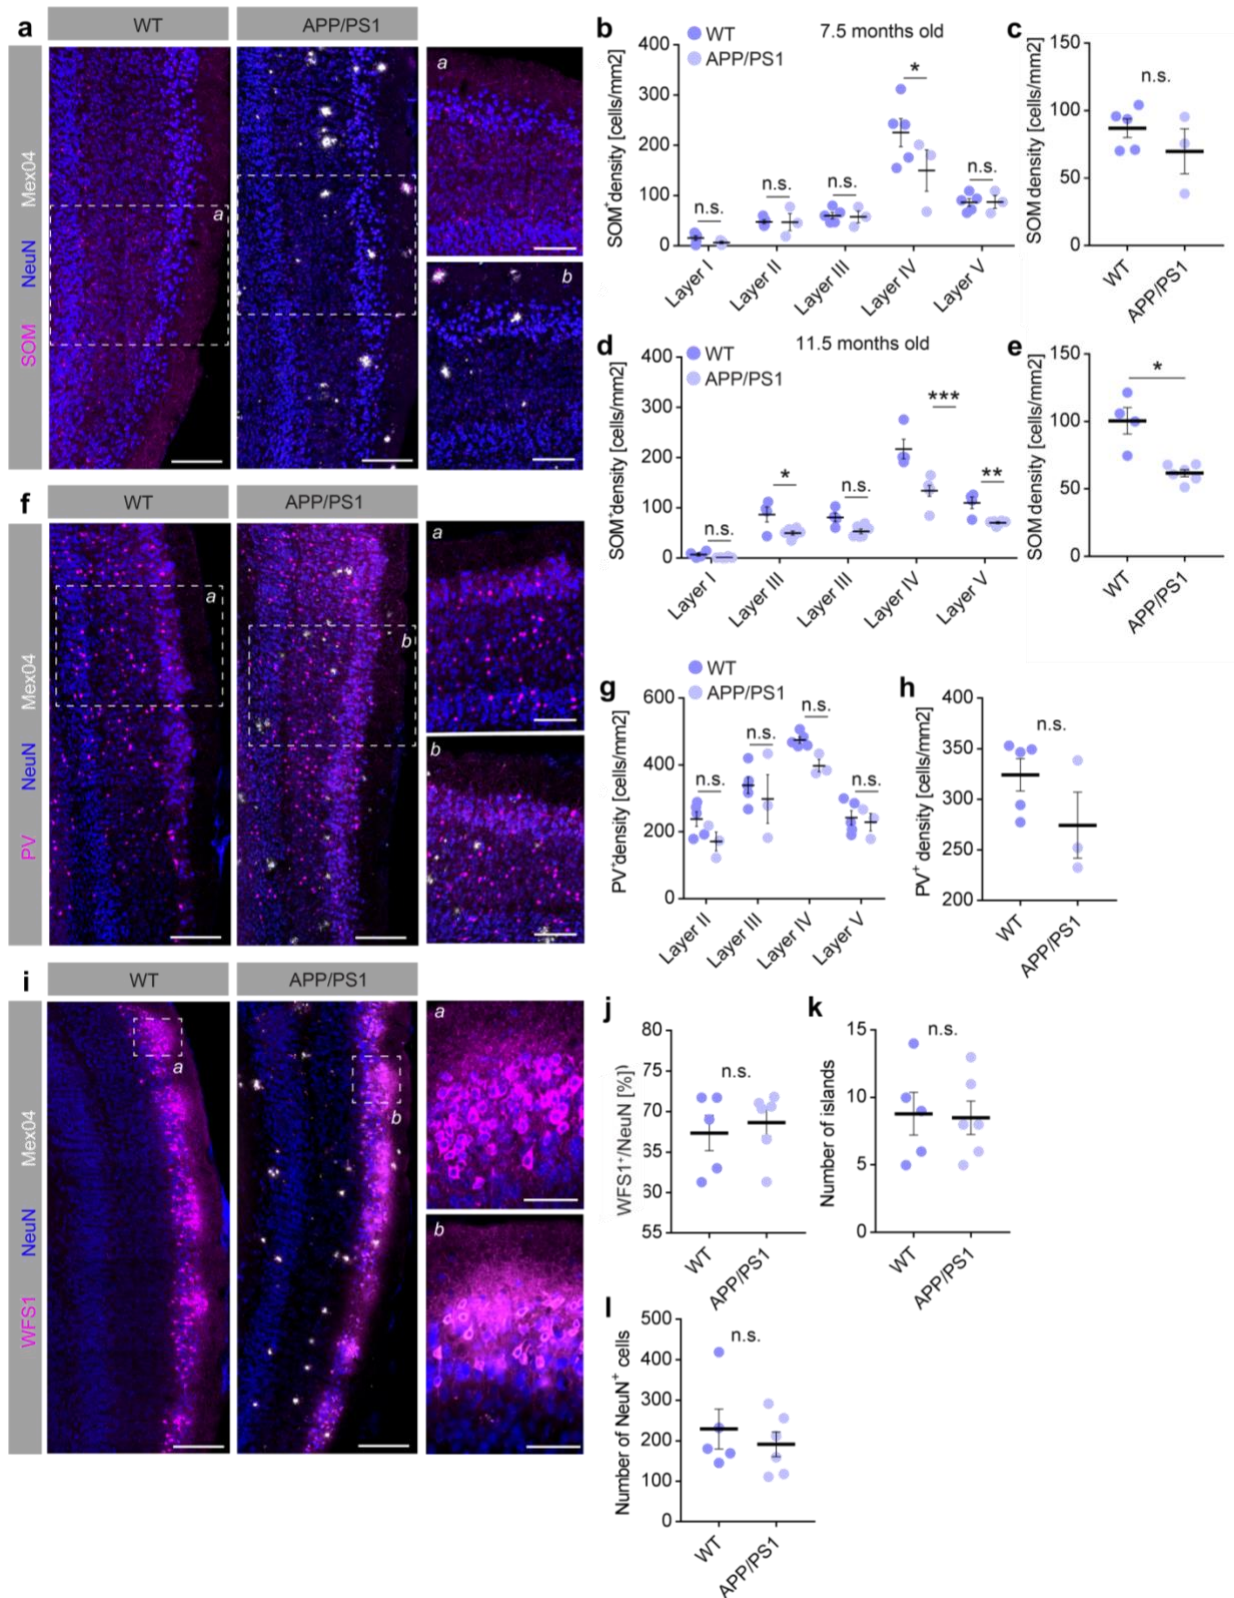 a
WT
APP/PS1
SOM NeuN Mex04
a
a
b
b
WT
APP/PS1
7.5 months old
SOM⁺density [cells/mm2]
400
300
200
100
0
n.s.
n.s.
n.s.
*
n.s.
Layer I
Layer II
Layer III
Layer IV
Layer V
c
SOM density [cells/mm2]
150
100
50
0
n.s.
WT
APP/PS1
d
WT
APP/PS1
11.5 months old
SOM⁺density [cells/mm2]
400
300
200
100
0
n.s.
*
n.s.
***
**
Layer I
Layer III
Layer III
Layer IV
Layer V
e
SOM density [cells/mm2]
150
100
50
0
*
WT
APP/PS1
f
WT
APP/PS1
PV NeuN Mex04
a
b
a
b
g
WT
APP/PS1
PV⁺density [cells/mm2]
600
400
200
0
n.s.
n.s.
n.s.
n.s.
Layer II
Layer III
Layer IV
Layer V
h
PV⁺ density [cells/mm2]
400
350
300
250
200
n.s.
WT
APP/PS1
i
WT
APP/PS1
WFS1 NeuN Mex04
a
b
a
b
j
WFS1⁺/NeuN [%]
80
75
70
65
60
55
n.s.
WT
APP/PS1
k
Number of islands
15
10
5
0
n.s.
WT
APP/PS1
l
Number of NeuN⁺ cells
500
400
300
200
100
0
n.s.
WT
APP/PS1